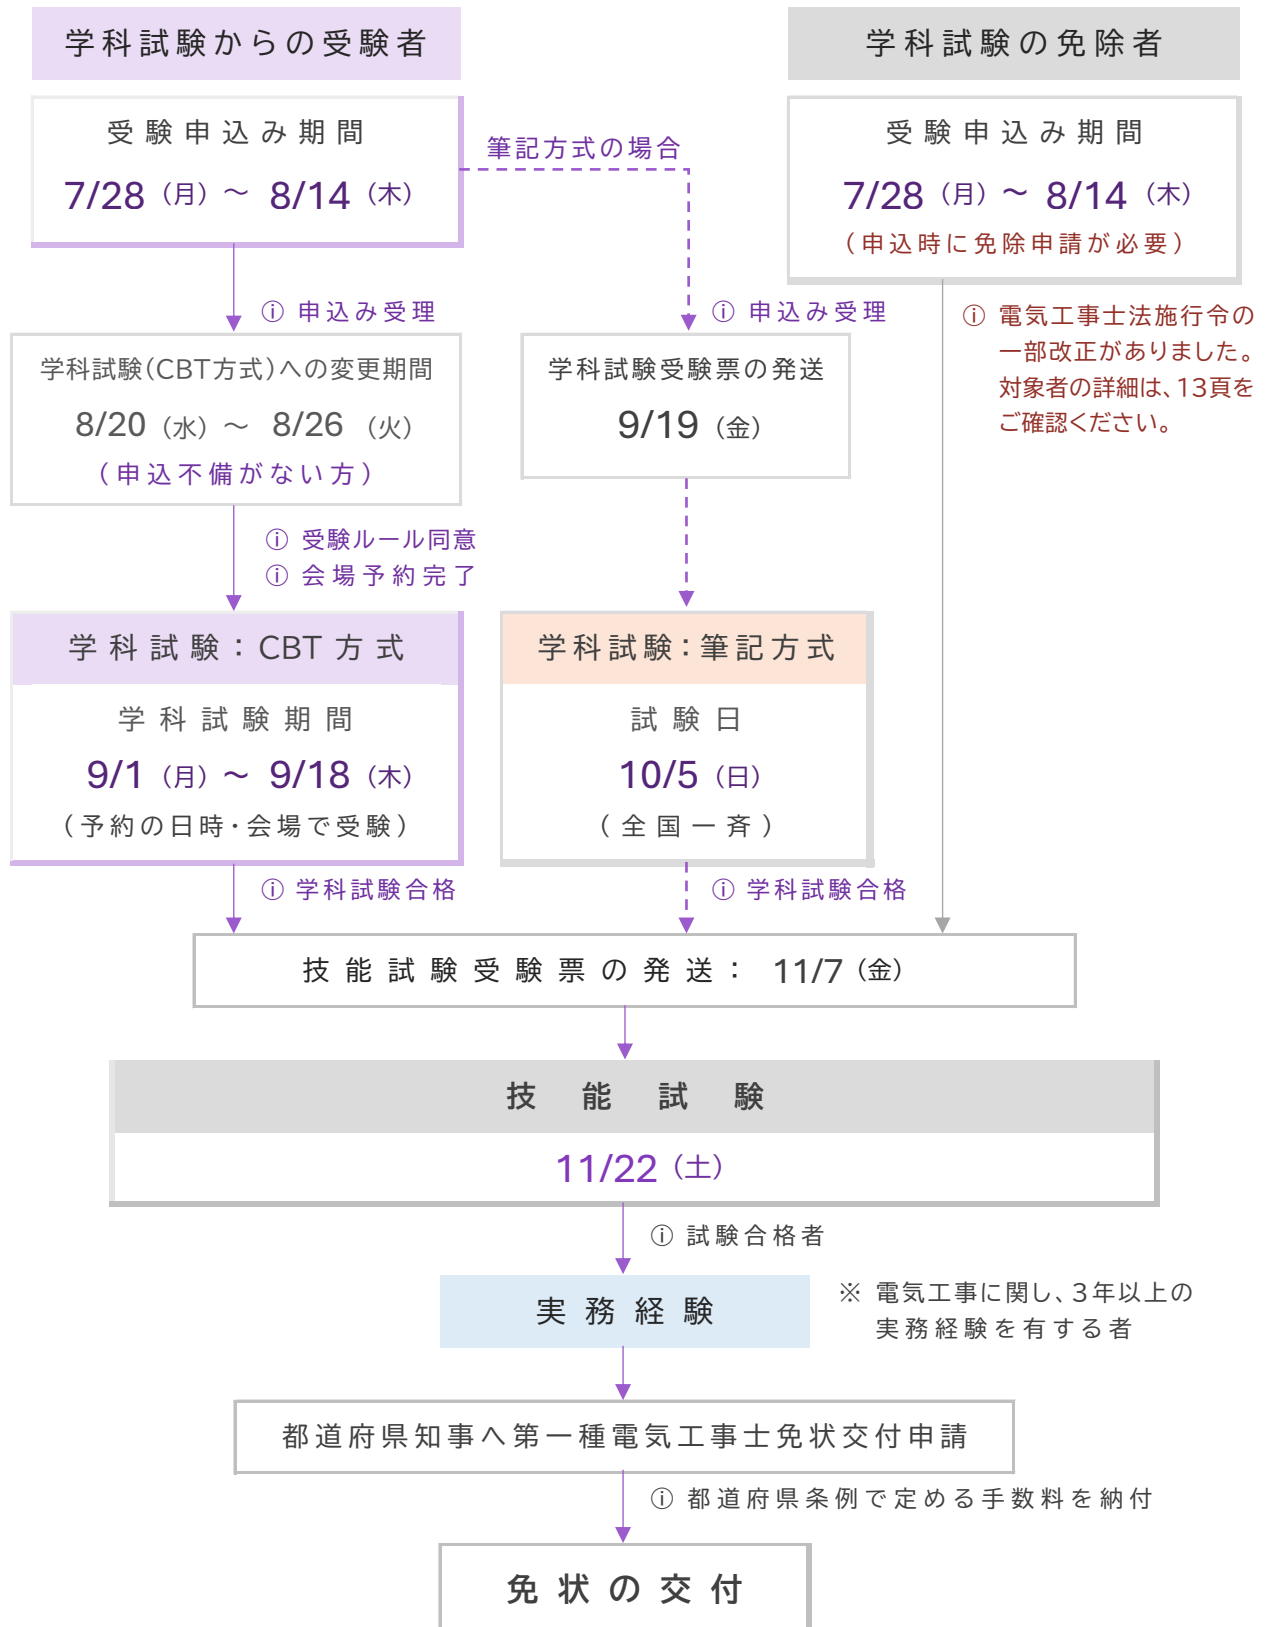 学科試験からの受験者
受験申込み期間
7/28（月）～ 8/14（木）
筆記方式の場合
学科試験の免除者
受験申込み期間
7/28（月）～ 8/14（木）
（申込時に免除申請が必要）
ⓘ 申込み受理
学科試験（CBT方式）への変更期間
8/20（水）～ 8/26（火）
（申込不備がない方）
ⓘ 申込み受理
学科試験受験票の発送
9/19（金）
ⓘ 電気工事士法施行令の
一部改正がありました。
対象者の詳細は、13頁を
ご確認ください。
ⓘ 受験ルール同意
ⓘ 会場予約完了
学科試験：CBT方式
学科試験期間
9/1（月）～ 9/18（木）
（予約の日時・会場で受験）
ⓘ 学科試験合格
学科試験：筆記方式
試験日
10/5（日）
（全国一斉）
ⓘ 学科試験合格
技能試験受験票の発送： 11/7（金）
技能試験
11/22（土）
ⓘ 試験合格者
実務経験
※ 電気工事に関し、3年以上の
実務経験を有する者
都道府県知事へ第一種電気工事士免状交付申請
ⓘ 都道府県条例で定める手数料を納付
免状の交付